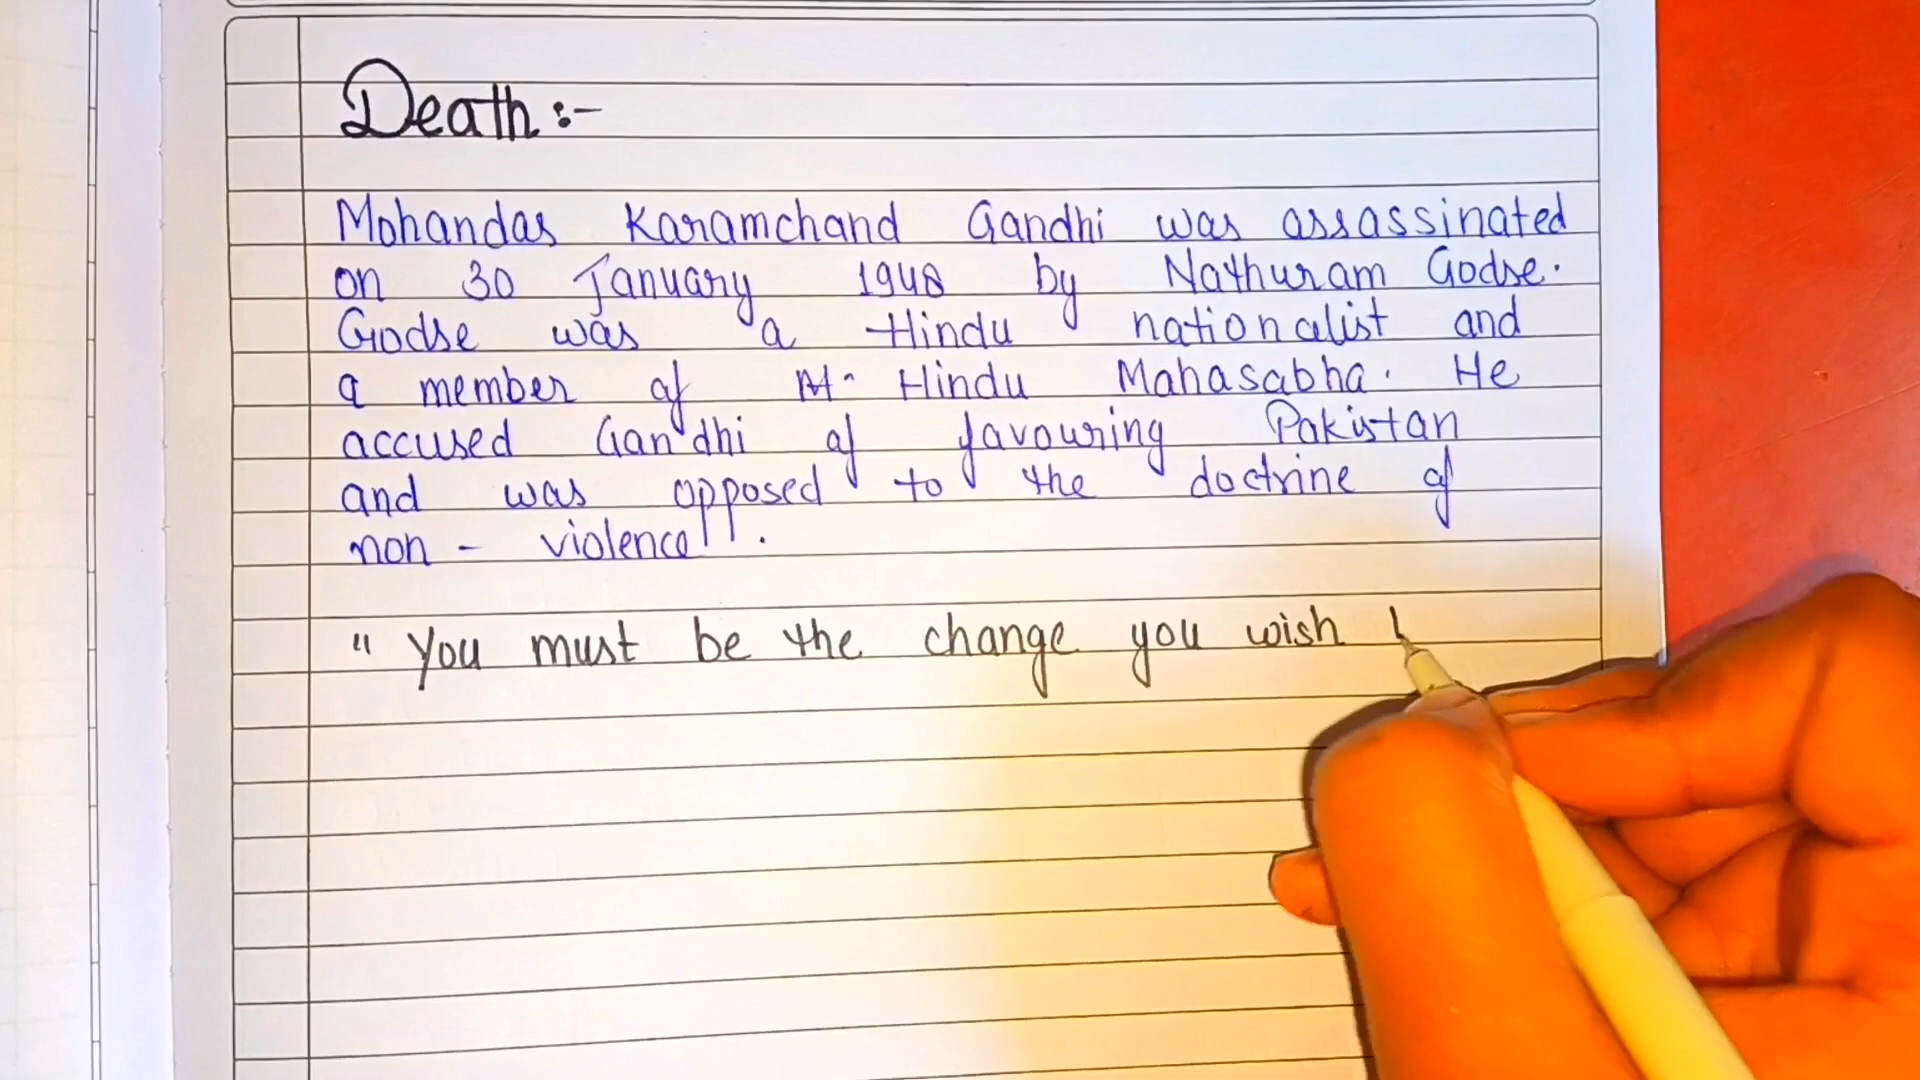 Death :-
Mohandas Karamchand Gandhi was assassinated
on 30 January 1948 by Nathuram Godse.
Godse was a Hindu nationalist and
a member of Hindu Mahasabha. He
accused Gandhi of favouring Pakistan
and was opposed to the doctrine of
non - violence .
" You must be the change you wish